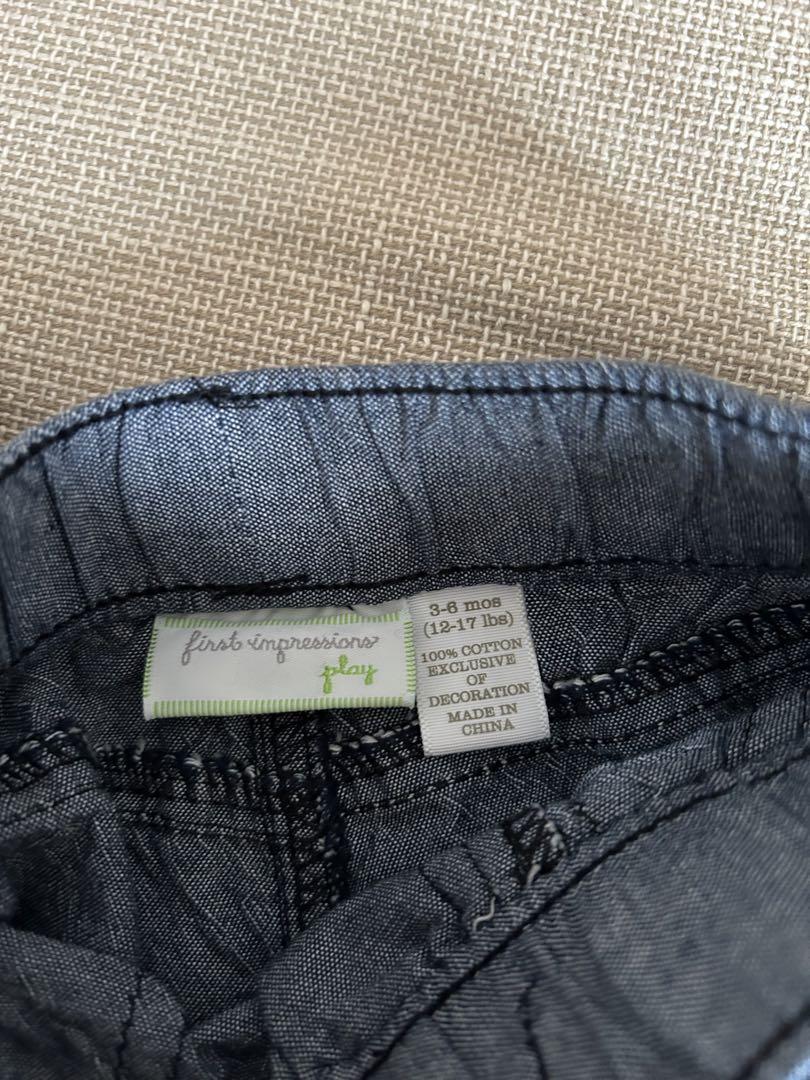 first impressions
play
3-6 mos
(12-17 lbs)
100% COTTON
EXCLUSIVE
OF
DECORATION
MADE IN
CHINA